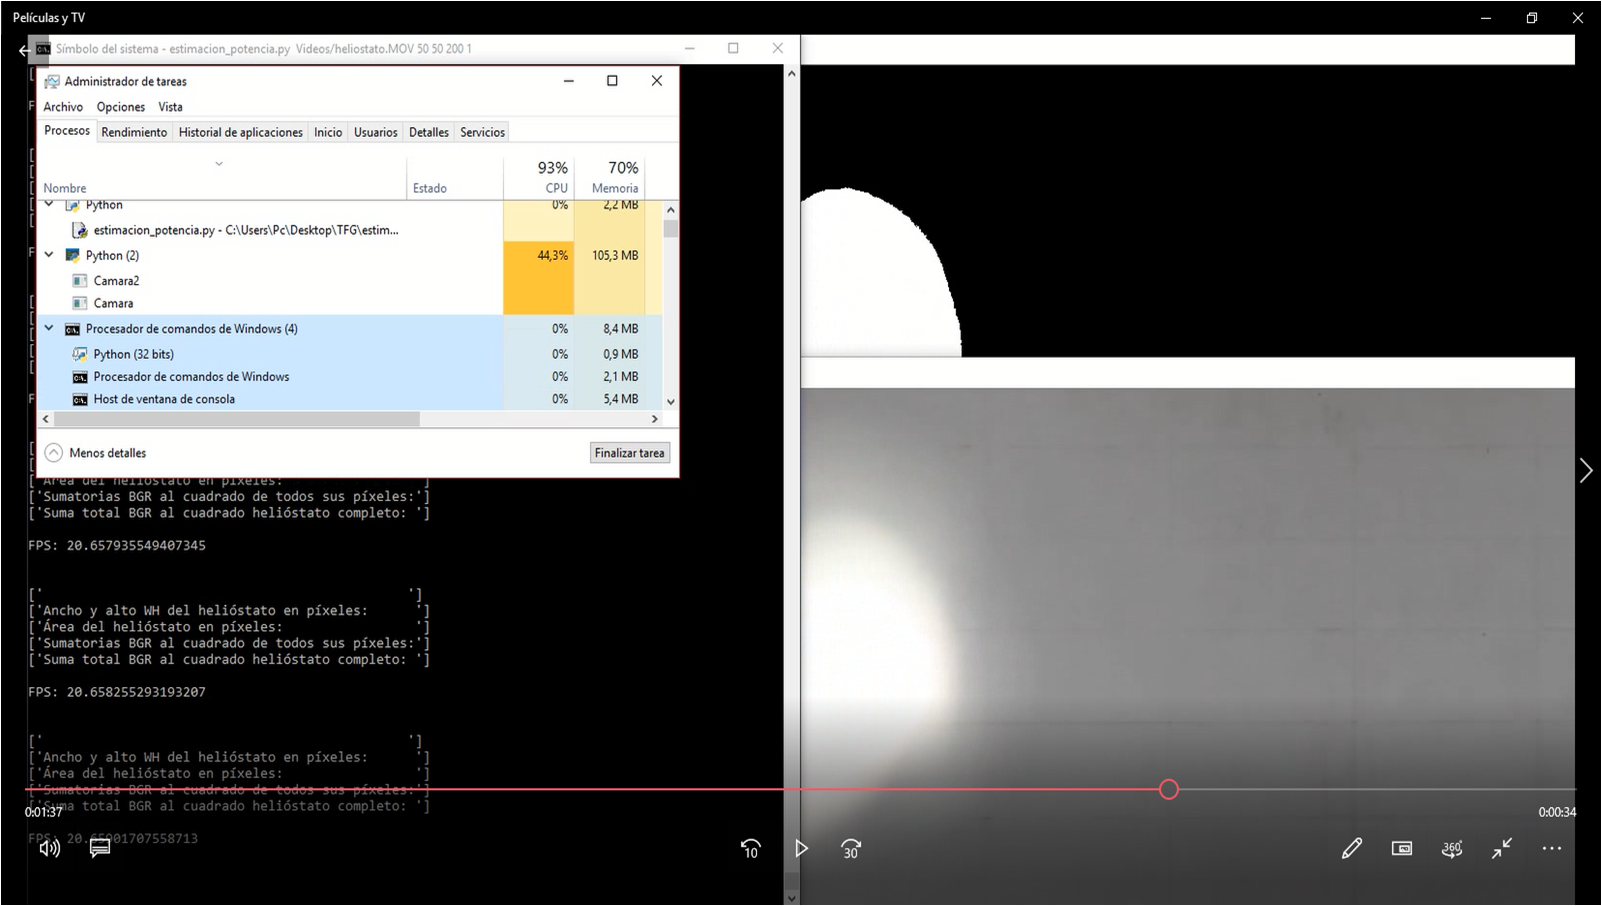 Películas y TV
Símbolo del sistema - estimacion_potencia.py Videos/heliostato.MOV 50 50 200 1
Administrador de tareas
Archivo Opciones Vista
Procesos Rendimiento Historial de aplicaciones Inicio Usuarios Detalles Servicios
93% 70%
Nombre Estado CPU Memoria
Python 0% 2,2 MB
estimacion_potencia.py - C:\Users\Pc\Desktop\TFG\estim...
Python (2) 44,3% 105,3 MB
Camara2
Camara
Procesador de comandos de Windows (4) 0% 8,4 MB
Python (32 bits) 0% 0,9 MB
Procesador de comandos de Windows 0% 2,1 MB
Host de ventana de consola 0% 5,4 MB
Menos detalles Finalizar tarea
['Área del helióstato en píxeles: ']
['Sumatorias BGR al cuadrado de todos sus píxeles:']
['Suma total BGR al cuadrado helióstato completo: ']
FPS: 20.657935549407345
[' ']
['Ancho y alto WH del helióstato en píxeles: ']
['Área del helióstato en píxeles: ']
['Sumatorias BGR al cuadrado de todos sus píxeles:']
['Suma total BGR al cuadrado helióstato completo: ']
FPS: 20.658255293193207
[' ']
['Ancho y alto WH del helióstato en píxeles: ']
['Área del helióstato en píxeles: ']
['Sumatorias BGR al cuadrado de todos sus píxeles:']
['Suma total BGR al cuadrado helióstato completo: ']
0:01:37 0:00:34
FPS: 20.65901707558713
10 30 360